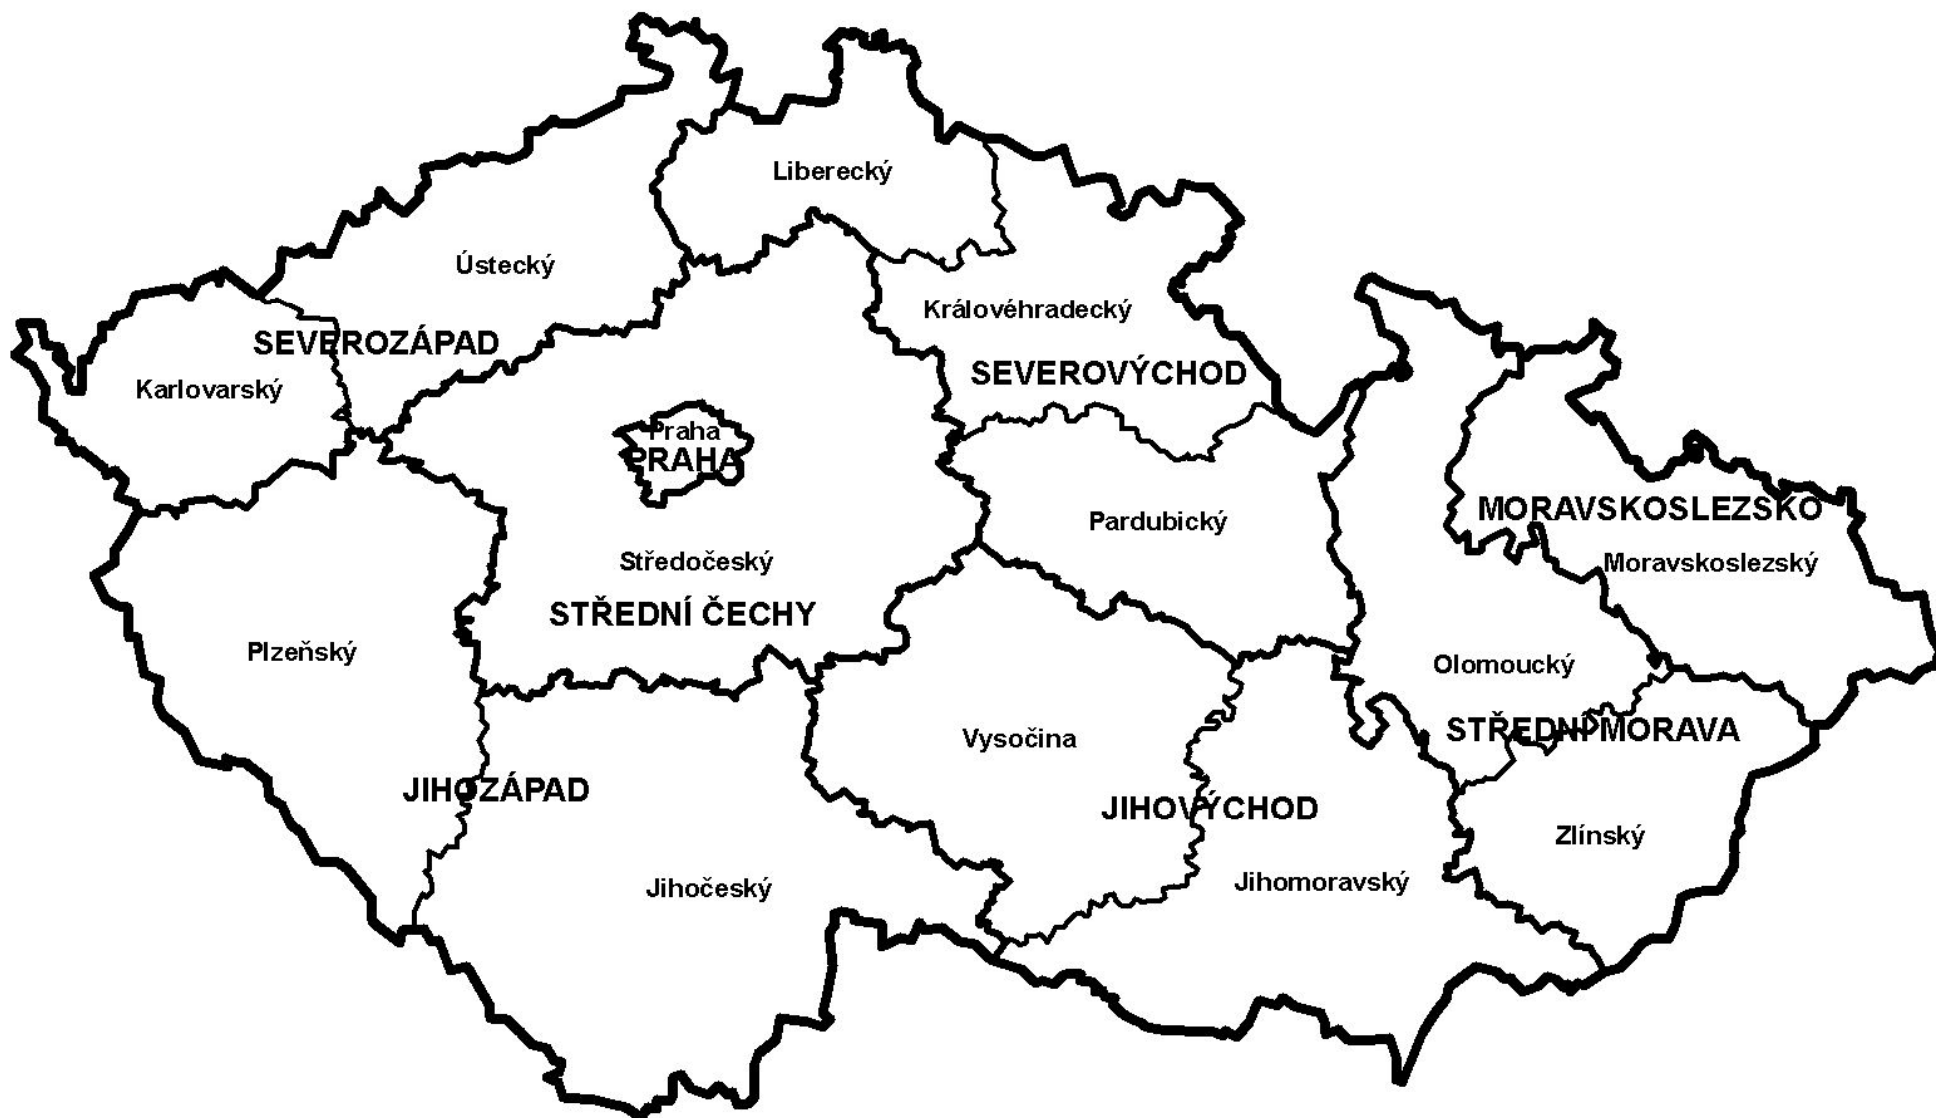 Liberecký
Ústecký
Královéhradecký
SEVEROZÁPAD
SEVEROVÝCHOD
Karlovarský
Praha
PRAHA
MORAVSKOSLEZSKO
Pardubický
Středočeský
Moravskoslezský
STŘEDNÍ ČECHY
Plzeňský
Olomoucký
STŘEDNÍ MORAVA
Vysočina
JIHOZÁPAD
JIHOVÝCHOD
Zlínský
Jihočeský
Jihomoravský